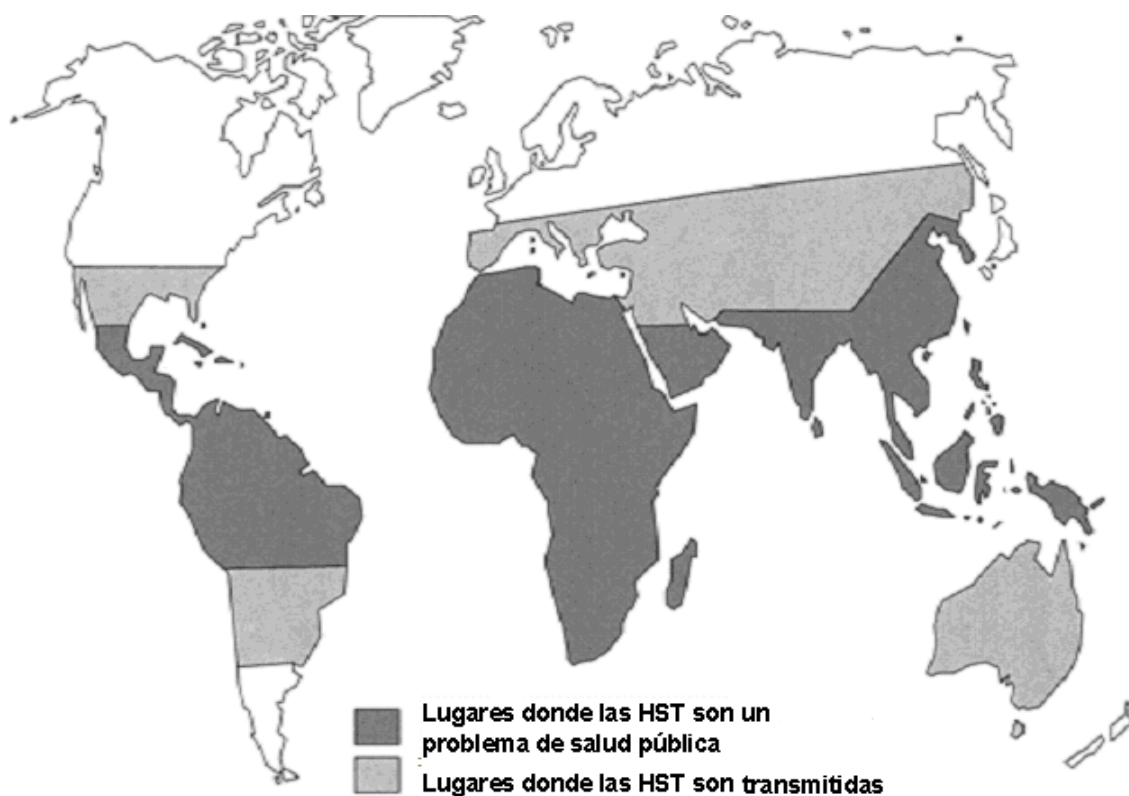 Lugares donde las HST son un
problema de salud pública
Lugares donde las HST son transmitidas